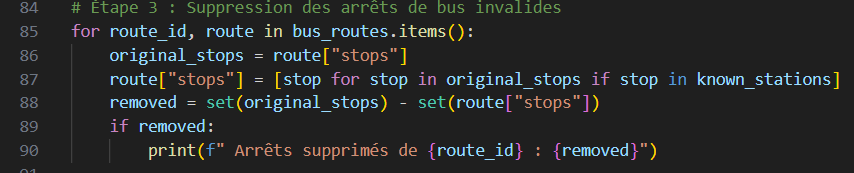 84 # Étape 3 : Suppression des arrêts de bus invalides
85 for route_id, route in bus_routes.items():
86     original_stops = route["stops"]
87     route["stops"] = [stop for stop in original_stops if stop in known_stations]
88     removed = set(original_stops) - set(route["stops"])
89     if removed:
90         print(f" Arrêts supprimés de {route_id} : {removed}")